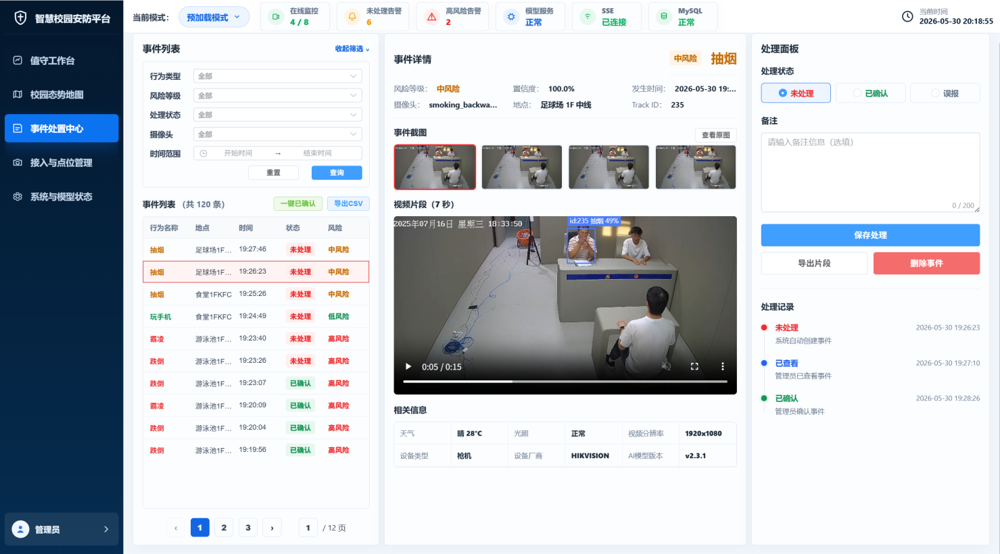 智慧校园安防平台
当前模式：
预加载模式
在线监控
4 / 8
未处理告警
6
高风险告警
2
模型服务
正常
SSE
已连接
MySQL
正常
当前时间
2026-05-30 20:18:55
值守工作台
校园态势地图
事件处置中心
接入与点位管理
系统与模型状态
管理员
事件列表
收起筛选
行为类型
全部
风险等级
全部
处理状态
全部
摄像头
全部
时间范围
开始时间 → 结束时间
重置
查询
事件列表 （共 120 条）
一键已确认
导出CSV
行为名称 地点 时间 状态 风险
抽烟 足球场1F... 19:27:46 未处理 中风险
抽烟 足球场1F... 19:26:23 未处理 中风险
抽烟 食堂1FKFC 19:25:26 未处理 中风险
玩手机 食堂1FKFC 19:24:49 未处理 低风险
霸凌 游泳池1F... 19:23:40 未处理 高风险
跌倒 游泳池1F... 19:23:26 未处理 高风险
跌倒 游泳池1F... 19:23:07 已确认 高风险
霸凌 游泳池1F... 19:20:09 已确认 高风险
跌倒 游泳池1F... 19:20:04 已确认 高风险
跌倒 游泳池1F... 19:19:56 已确认 高风险
‹ 1 2 3 › 1 / 12 页
事件详情
中风险
抽烟
风险等级： 中风险 置信度： 100.0% 发生时间： 2026-05-30 19:...
摄像头： smoking_backwa... 地点： 足球场 1F 中线 Track ID： 235
事件截图
查看原图
视频片段（7 秒）
2025年07月16日 星期三 18:33:50
id:235 抽烟 49%
0:05 / 0:15
相关信息
天气 晴 28°C 光照 正常 视频分辨率 1920x1080
设备类型 枪机 设备厂商 HIKVISION AI模型版本 v2.3.1
处理面板
处理状态
未处理
已确认
误报
备注
请输入备注信息（选填）
0 / 200
保存处理
导出片段
删除事件
处理记录
未处理 2026-05-30 19:26:23
系统自动创建事件
已查看 2026-05-30 19:27:10
管理员已查看事件
已确认 2026-05-30 19:28:26
管理员确认事件